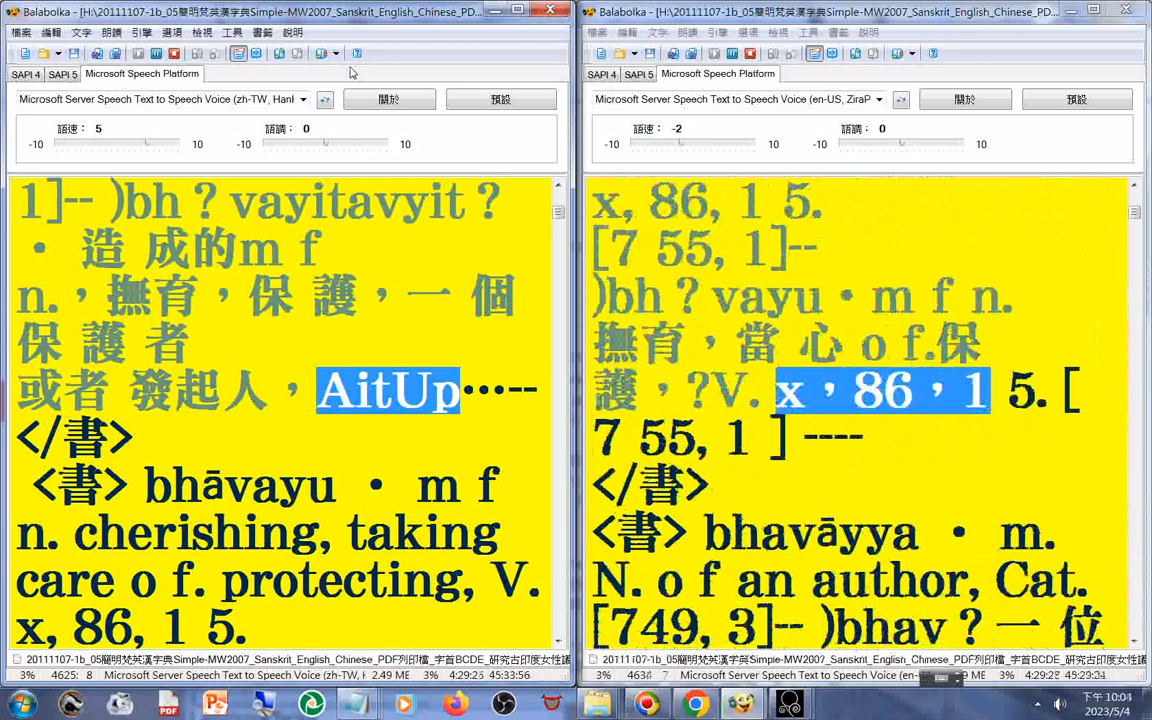 Balabolka - [H:\20111107-1b_05簡明梵英漢字典Simple-MW2007_Sanskrit_English_Chinese_PD...
檔案 編輯 文字 朗讀 引擎 選項 檢視 工具 書籤 說明
SAPI 4 SAPI 5 Microsoft Speech Platform
Microsoft Server Speech Text to Speech Voice (zh-TW, HanH 關於 預設
語速： 5 語調： 0
-10 10 -10 10
1]-- )bh？vayitavyit？
• 造 成的m f
n.，撫育，保 護，一 個
保 護 者
或者 發起人， AitUp•••--
</書>
<書> bhāvayu • m f
n. cherishing, taking
care o f. protecting, V.
x, 86, 1 5.
20111107-1b_05簡明梵英漢字典Simple-MW2007_Sanskrit_English_Chinese_PDF列印檔_字首BCDE_研究古印度女性議
3% 4625: 8 Microsoft Server Speech Text to Speech Voice (zh-TW, H 2.49 MB 3% 4:29:25 45:33:56
Balabolka - [H:\20111107-1b_05簡明梵英漢字典Simple-MW2007_Sanskrit_English_Chinese_PD...
檔案 編輯 文字 朗讀 引擎 選項 檢視 工具 書籤 說明
SAPI 4 SAPI 5 Microsoft Speech Platform
Microsoft Server Speech Text to Speech Voice (en-US, ZiraP 關於 預設
語速： -2 語調： 0
-10 10 -10 10
x, 86, 1 5.
[7 55, 1]--
)bh？vayu • m f n.
撫育，當 心 o f.保
護，?V. x，86，1 5. [
7 55, 1 ] ----
</書>
<書> bhavāyya • m.
N. o f an author, Cat.
[749, 3]-- )bhav？一 位
20111107-1b_05簡明梵英漢字典Simple-MW2007_Sanskrit_English_Chinese_PDF列印檔_字首BCDE_研究古印度女性議
3% 4634 Microsoft Server Speech Text to Speech Voice MB 3% 4:29:25
下午 10:04
2023/5/4